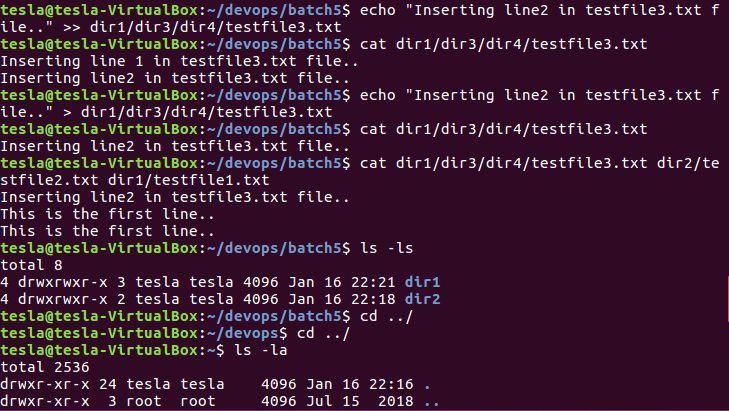 tesla@tesla-VirtualBox:~/devops/batch5$ echo "Inserting line2 in testfile3.txt f
ile.." >> dir1/dir3/dir4/testfile3.txt
tesla@tesla-VirtualBox:~/devops/batch5$ cat dir1/dir3/dir4/testfile3.txt
Inserting line 1 in testfile3.txt file..
Inserting line2 in testfile3.txt file..
tesla@tesla-VirtualBox:~/devops/batch5$ echo "Inserting line2 in testfile3.txt f
ile.." > dir1/dir3/dir4/testfile3.txt
tesla@tesla-VirtualBox:~/devops/batch5$ cat dir1/dir3/dir4/testfile3.txt
Inserting line2 in testfile3.txt file..
tesla@tesla-VirtualBox:~/devops/batch5$ cat dir1/dir3/dir4/testfile3.txt dir2/te
stfile2.txt dir1/testfile1.txt
Inserting line2 in testfile3.txt file..
This is the first line..
This is the first line..
tesla@tesla-VirtualBox:~/devops/batch5$ ls -ls
total 8
4 drwxrwxr-x 3 tesla tesla 4096 Jan 16 22:21 dir1
4 drwxrwxr-x 2 tesla tesla 4096 Jan 16 22:18 dir2
tesla@tesla-VirtualBox:~/devops/batch5$ cd ../
tesla@tesla-VirtualBox:~/devops$ cd ../
tesla@tesla-VirtualBox:~$ ls -la
total 2536
drwxr-xr-x 24 tesla tesla    4096 Jan 16 22:16 .
drwxr-xr-x  3 root  root     4096 Jul 15  2018 ..